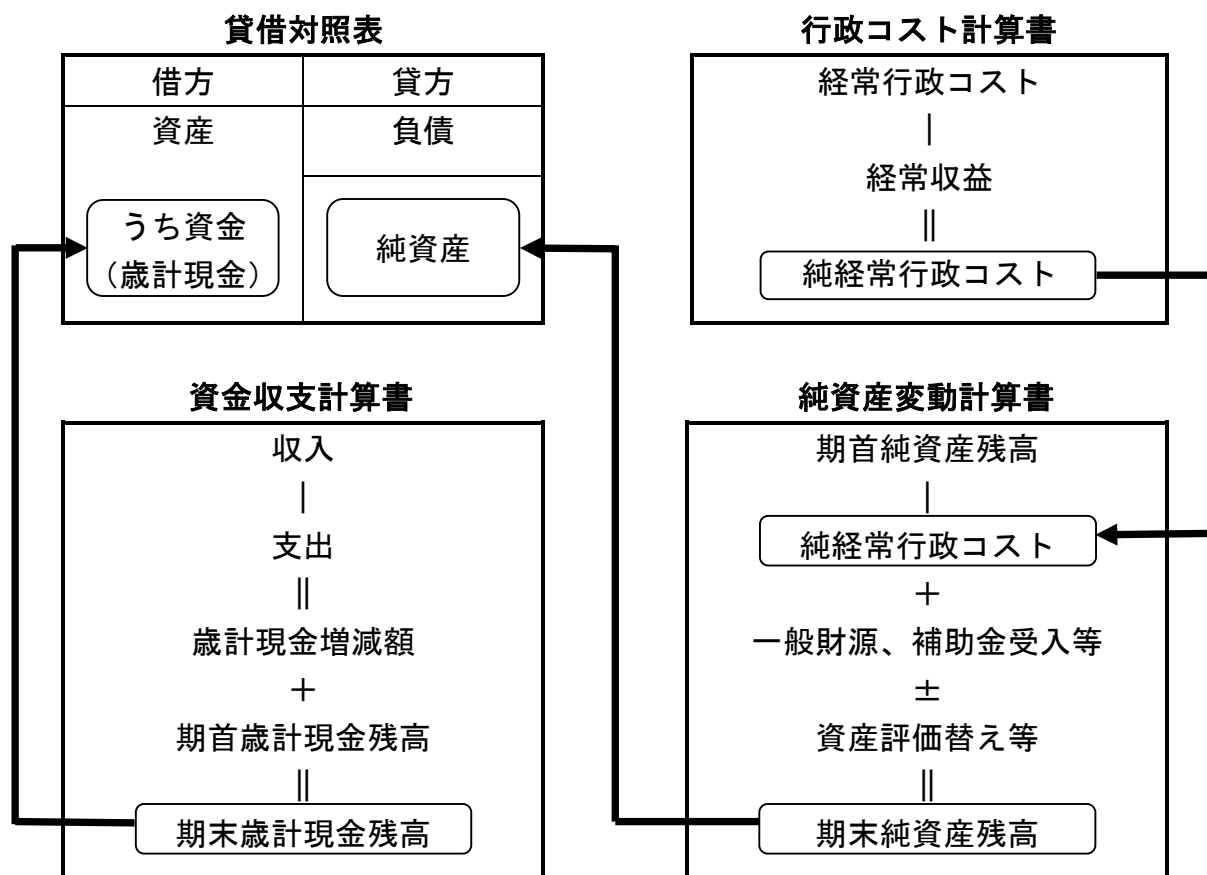 貸借対照表
借方
貸方
資産
負債
うち資金
(歳計現金)
純資産
行政コスト計算書
経常行政コスト
|
経常収益
||
純経常行政コスト
資金収支計算書
収入
|
支出
||
歳計現金増減額
+
期首歳計現金残高
||
期末歳計現金残高
純資産変動計算書
期首純資産残高
|
純経常行政コスト
+
一般財源、補助金受入等
±
資産評価替え等
||
期末純資産残高